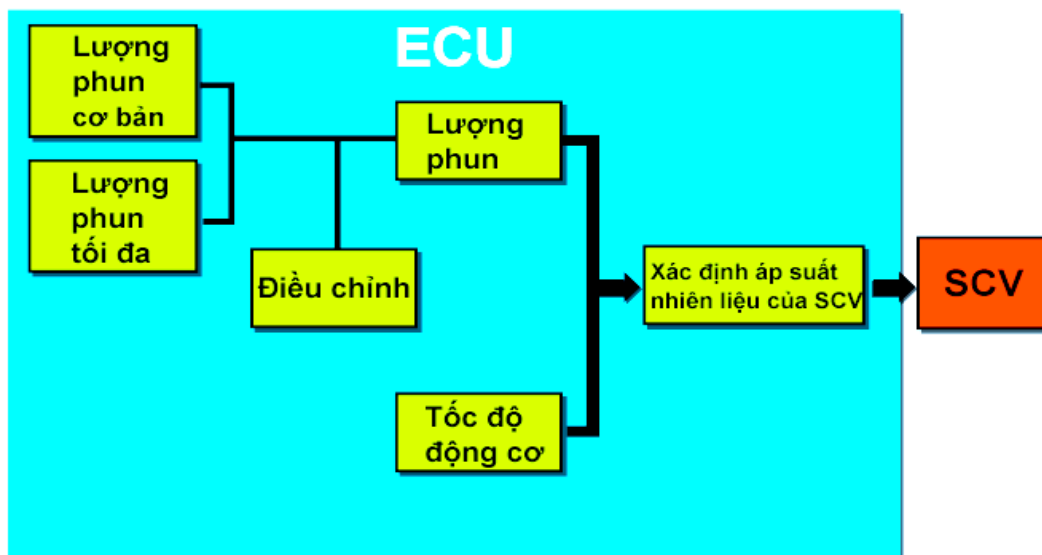 ECU
Lượng
phun
cơ bản
Lượng
phun
tối đa
Điều chỉnh
Lượng
phun
Tốc độ
động cơ
Xác định áp suất
nhiên liệu của SCV
SCV